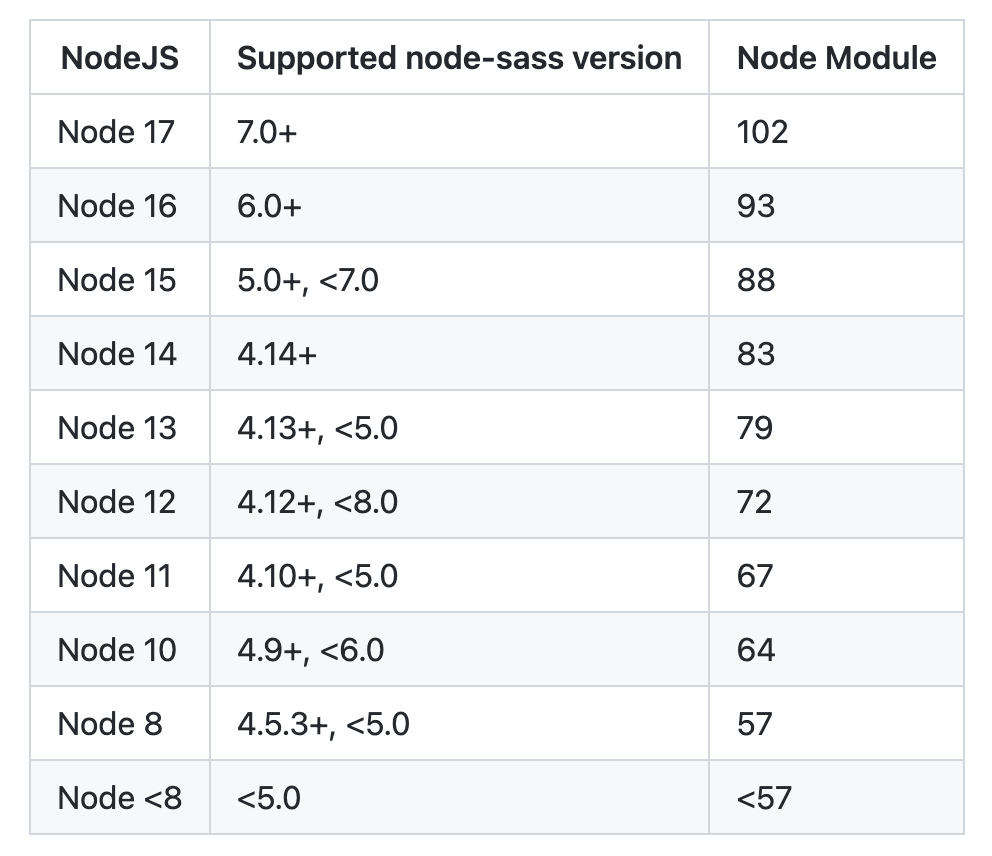 NodeJS Supported node-sass version Node Module
Node 17 7.0+ 102
Node 16 6.0+ 93
Node 15 5.0+, <7.0 88
Node 14 4.14+ 83
Node 13 4.13+, <5.0 79
Node 12 4.12+, <8.0 72
Node 11 4.10+, <5.0 67
Node 10 4.9+, <6.0 64
Node 8 4.5.3+, <5.0 57
Node <8 <5.0 <57